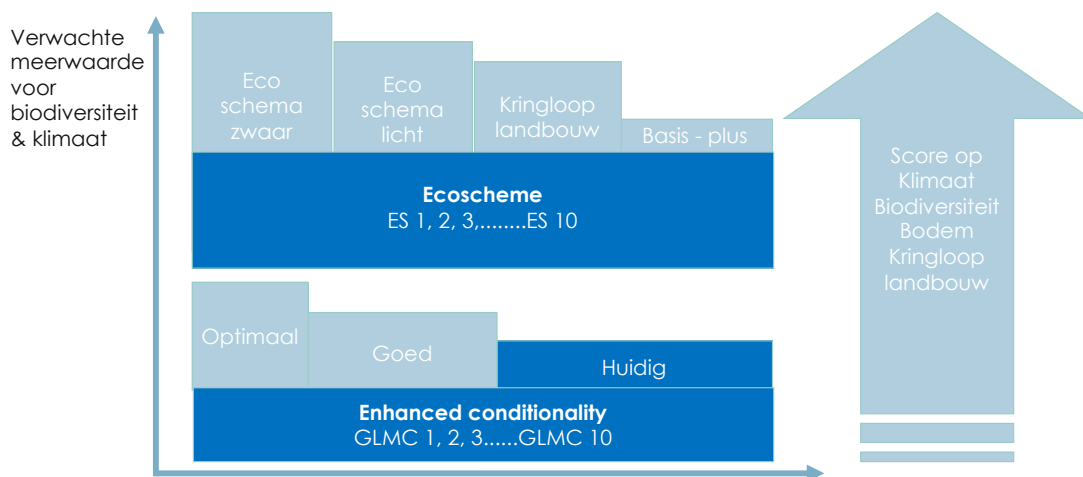 Verwachte
meerwaarde
voor
biodiversiteit
& klimaat
Eco
schema
zwaar
Eco
schema
licht
Kringloop
landbouw
Basis - plus
Ecoscheme
ES 1, 2, 3,........ES 10
Optimaal
Goed
Huidig
Enhanced conditionality
GLMC 1, 2, 3......GLMC 10
Score op
Klimaat
Biodiversiteit
Bodem
Kringloop
landbouw